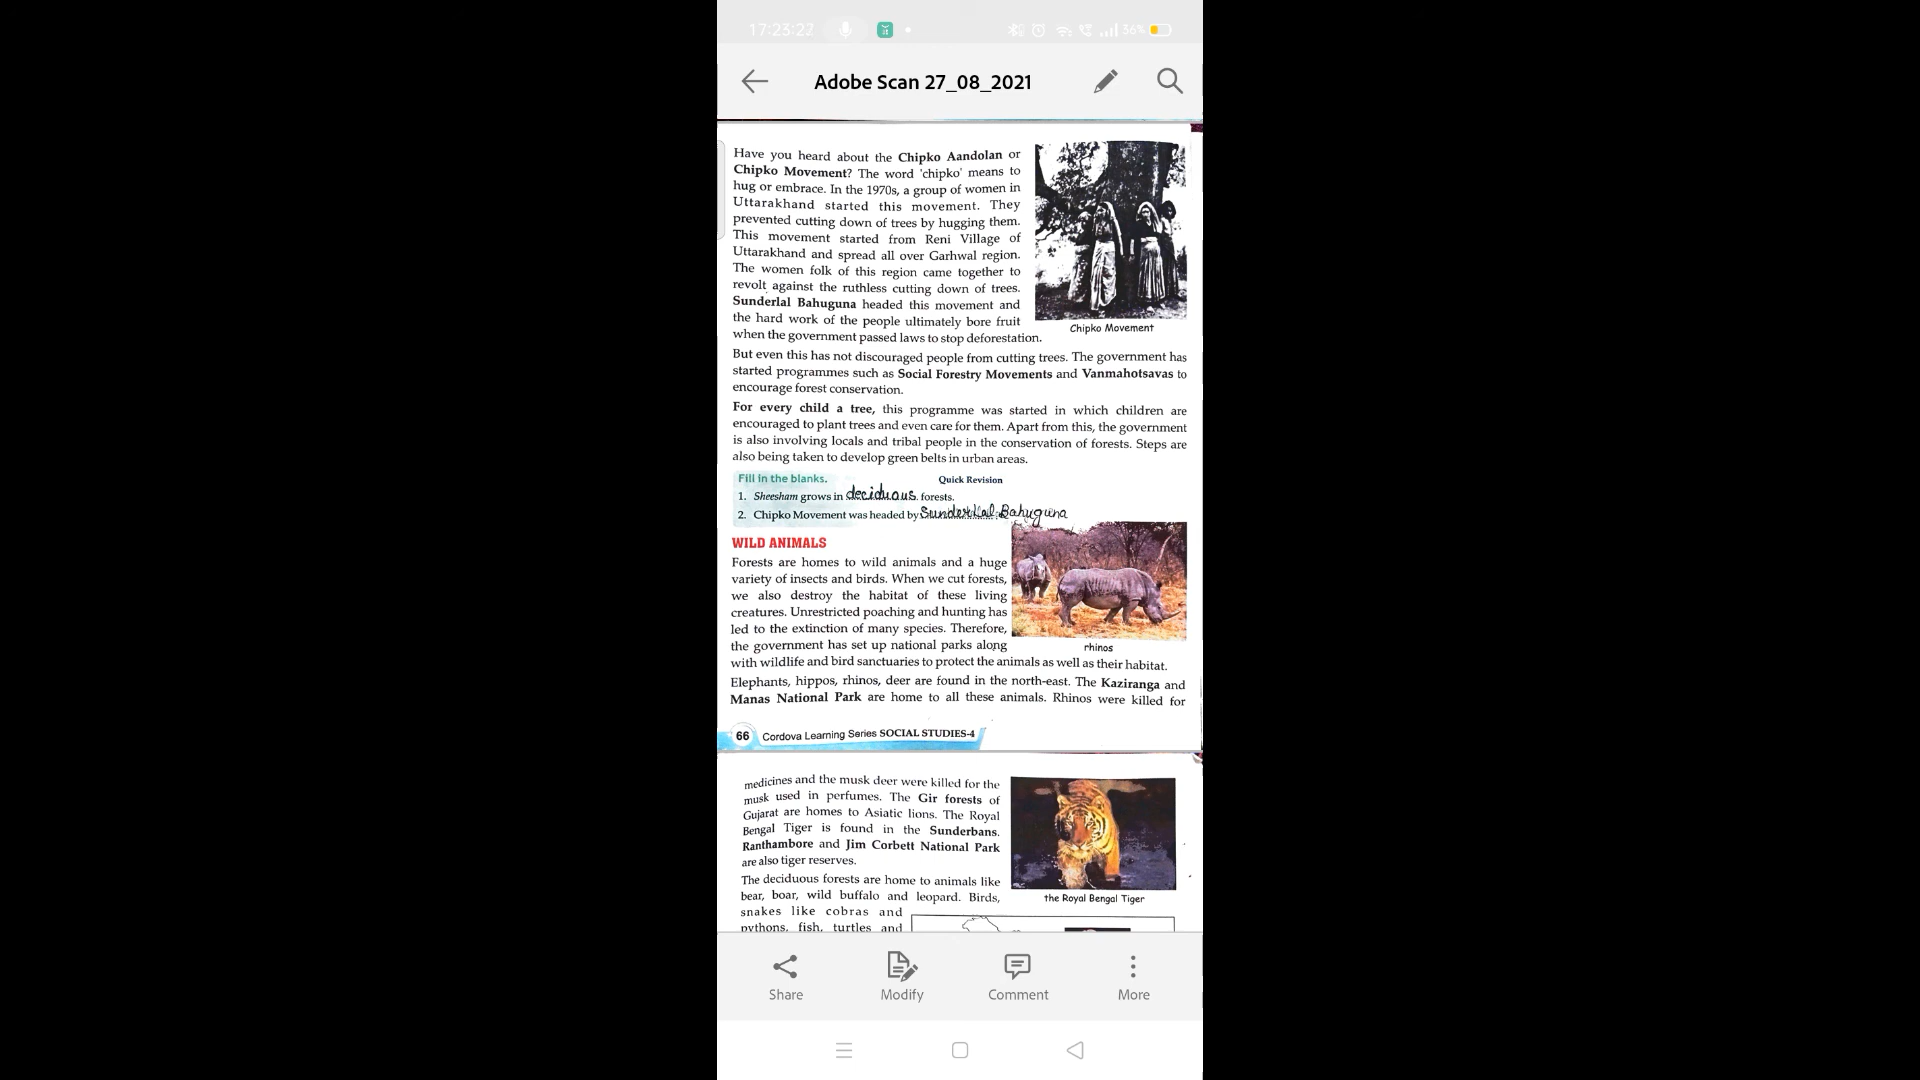 17:23:22
36%
Adobe Scan 27_08_2021
Have you heard about the Chipko Aandolan or
Chipko Movement? The word 'chipko' means to
hug or embrace. In the 1970s, a group of women in
Uttarakhand started this movement. They
prevented cutting down of trees by hugging them.
This movement started from Reni Village of
Uttarakhand and spread all over Garhwal region.
The women folk of this region came together to
revolt against the ruthless cutting down of trees.
Sunderlal Bahuguna headed this movement and
the hard work of the people ultimately bore fruit
when the government passed laws to stop deforestation.
Chipko Movement
But even this has not discouraged people from cutting trees. The government has
started programmes such as Social Forestry Movements and Vanmahotsavas to
encourage forest conservation.
For every child a tree, this programme was started in which children are
encouraged to plant trees and even care for them. Apart from this, the government
is also involving locals and tribal people in the conservation of forests. Steps are
also being taken to develop green belts in urban areas.
Fill in the blanks.
Quick Revision
1. Sheesham grows in deciduous forests.
2. Chipko Movement was headed by Sunderlal Bahuguna
WILD ANIMALS
Forests are homes to wild animals and a huge
variety of insects and birds. When we cut forests,
we also destroy the habitat of these living
creatures. Unrestricted poaching and hunting has
led to the extinction of many species. Therefore,
the government has set up national parks along
with wildlife and bird sanctuaries to protect the animals as well as their habitat.
rhinos
Elephants, hippos, rhinos, deer are found in the north-east. The Kaziranga and
Manas National Park are home to all these animals. Rhinos were killed for
66 Cordova Learning Series SOCIAL STUDIES-4
medicines and the musk deer were killed for the
musk used in perfumes. The Gir forests of
Gujarat are homes to Asiatic lions. The Royal
Bengal Tiger is found in the Sunderbans.
Ranthambore and Jim Corbett National Park
are also tiger reserves.
The deciduous forests are home to animals like
bear, boar, wild buffalo and leopard. Birds,
snakes like cobras and
pythons, fish, turtles and
the Royal Bengal Tiger
Share
Modify
Comment
More